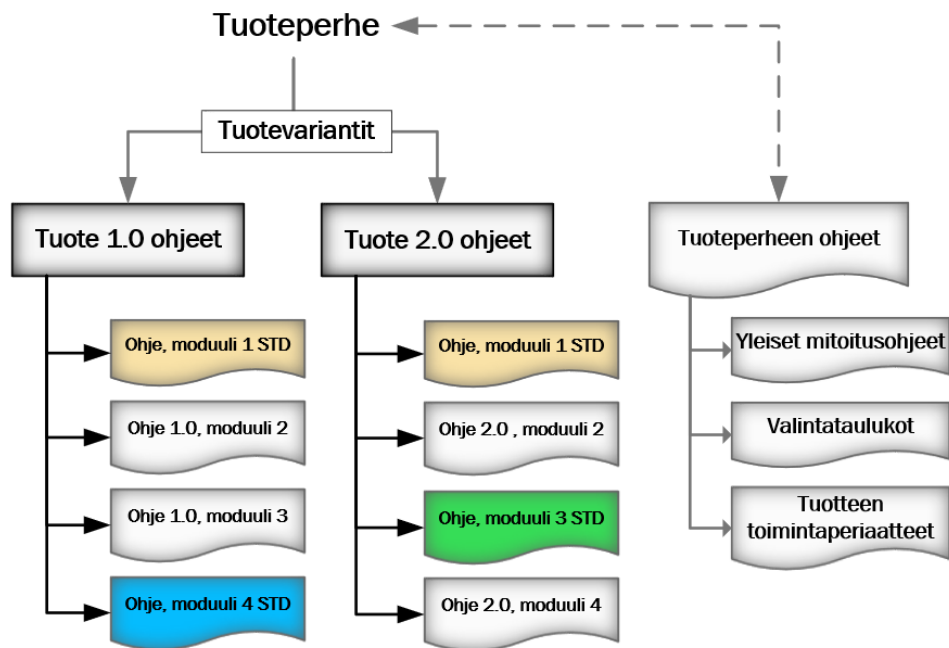 Tuoteperhe
Tuotevariantit
Tuote 1.0 ohjeet
Ohje, moduuli 1 STD
Ohje 1.0, moduuli 2
Ohje 1.0, moduuli 3
Ohje, moduuli 4 STD
Tuote 2.0 ohjeet
Ohje, moduuli 1 STD
Ohje 2.0 , moduuli 2
Ohje, moduuli 3 STD
Ohje 2.0, moduuli 4
Tuoteperheen ohjeet
Yleiset mitoitusohjeet
Valintataulukot
Tuotteen
toimintaperiaatteet